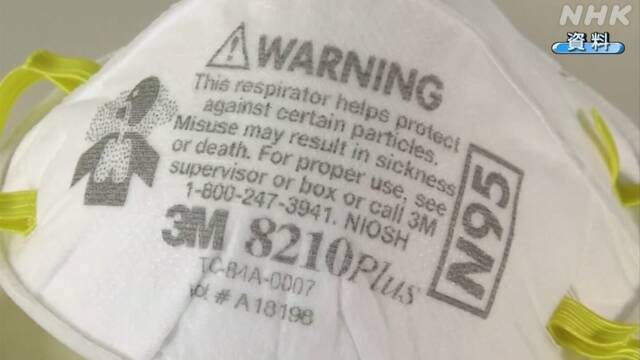 NHK
資料
WARNING
This respirator helps protect
against certain particles.
Misuse may result in sickness
or death. For proper use, see
supervisor or box or call 3M
1-800-247-3941. NIOSH
3M 8210Plus
N95
TC-84A-0007
Lot # A18198